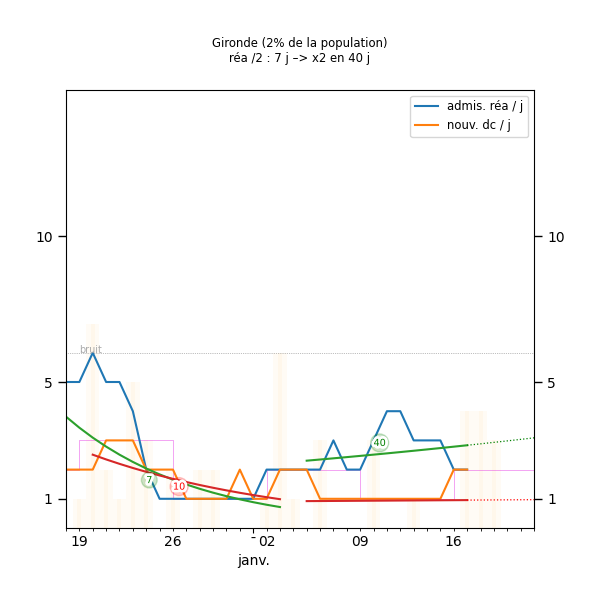 Gironde (2% de la population)
réa /2 : 7 j –> x2 en 40 j
admis. réa / j
nouv. dc / j
10
10
bruit
5
5
40
7
10
1
1
19
26
02
09
16
janv.